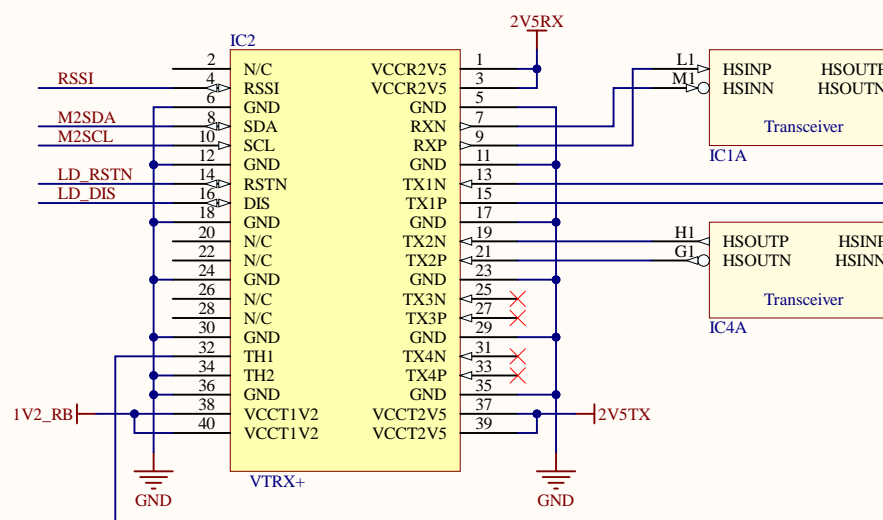 2V5RX
IC2
2 N/C VCCR2V5 1
RSSI 4 RSSI VCCR2V5 3
6 GND GND 5
M2SDA 8 SDA RXN 7
M2SCL 10 SCL RXP 9
12 GND GND 11
LD_RSTN 14 RSTN TX1N 13
LD_DIS 16 DIS TX1P 15
18 GND GND 17
20 N/C TX2N 19
22 N/C TX2P 21
24 GND GND 23
26 N/C TX3N 25
28 N/C TX3P 27
30 GND GND 29
32 TH1 TX4N 31
34 TH2 TX4P 33
36 GND GND 35
1V2_RB 38 VCCT1V2 VCCT2V5 37 2V5TX
40 VCCT1V2 VCCT2V5 39
VTRX+
GND
GND
L1 HSINP HSOUTP
M1 HSINN HSOUTN
Transceiver
IC1A
H1 HSOUTP HSINP
G1 HSOUTN HSINN
Transceiver
IC4A